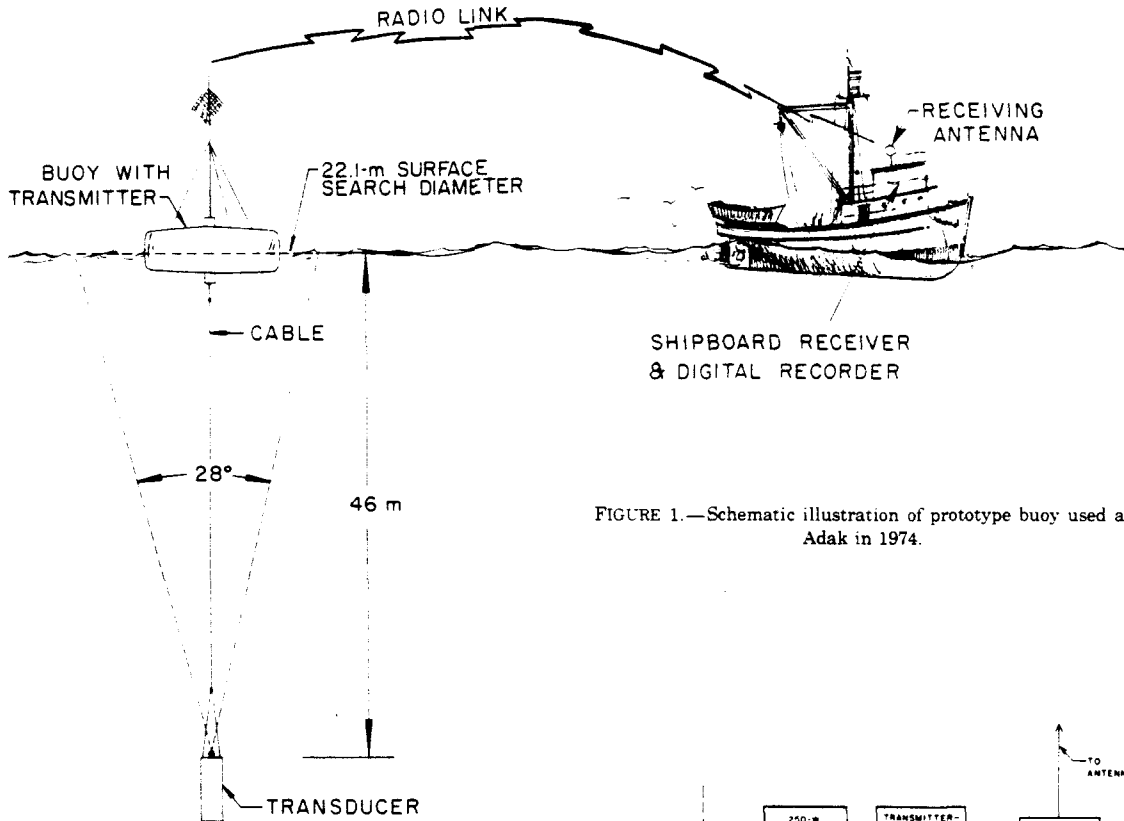 RADIO LINK
RECEIVING
ANTENNA
BUOY WITH
TRANSMITTER
22.1-m SURFACE
SEARCH DIAMETER
CABLE
SHIPBOARD RECEIVER
& DIGITAL RECORDER
28°
46 m
FIGURE 1.—Schematic illustration of prototype buoy used a
Adak in 1974.
TRANSDUCER
TO
ANTENN
250-W
TRANSMITTER-